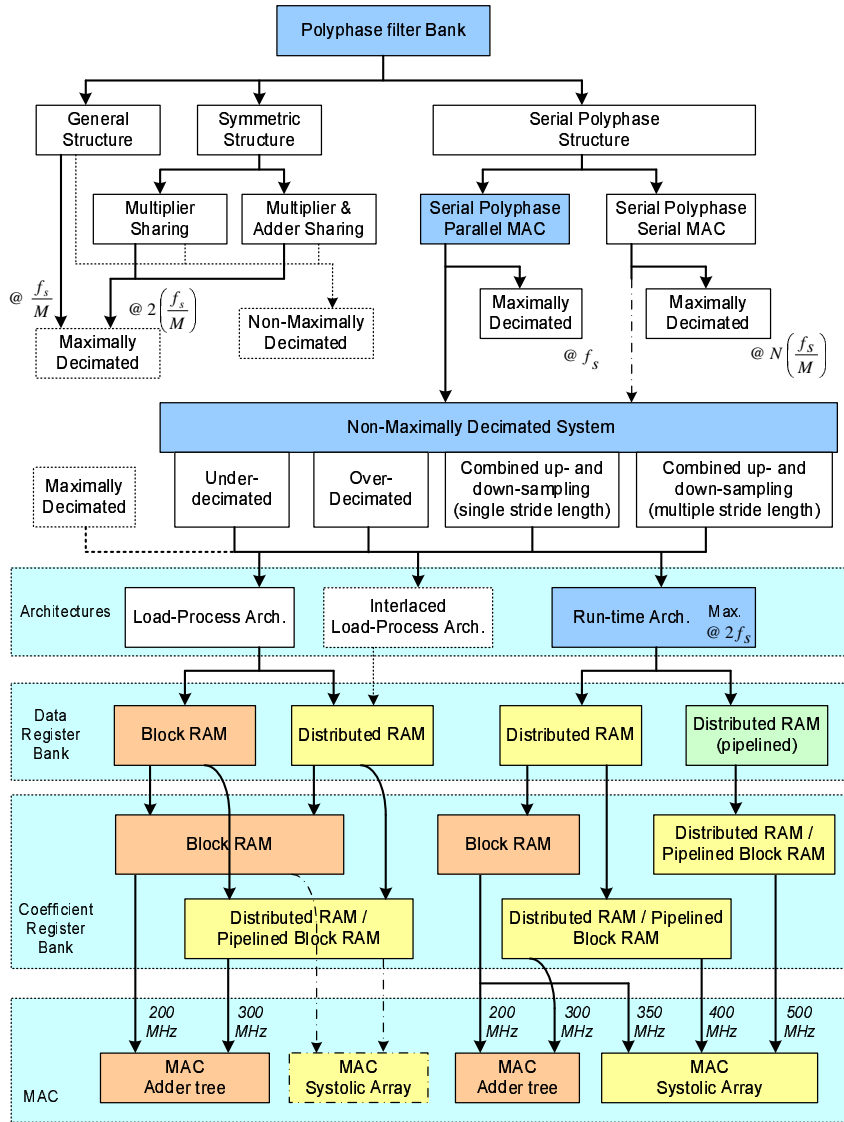 Polyphase filter Bank
General
Structure
Symmetric
Structure
Serial Polyphase
Structure
Multiplier
Sharing
Multiplier &
Adder Sharing
Serial Polyphase
Parallel MAC
Serial Polyphase
Serial MAC
@ f_s/M
@ 2(f_s/M)
Maximally
Decimated
Non-Maximally
Decimated
Maximally
Decimated
@ f_s
Maximally
Decimated
@ N(f_s/M)
Non-Maximally Decimated System
Maximally
Decimated
Under-
decimated
Over-
Decimated
Combined up- and
down-sampling
(single stride length)
Combined up- and
down-sampling
(multiple stride length)
Architectures
Load-Process Arch.
Interlaced
Load-Process Arch.
Run-time Arch.
Max.
@ 2f_s
Data
Register
Bank
Block RAM
Distributed RAM
Distributed RAM
Distributed RAM
(pipelined)
Coefficient
Register
Bank
Block RAM
Block RAM
Distributed RAM /
Pipelined Block RAM
Distributed RAM /
Pipelined Block RAM
Distributed RAM / Pipelined
Block RAM
MAC
200
MHz
300
MHz
200
MHz
300
MHz
350
MHz
400
MHz
500
MHz
MAC
Adder tree
MAC
Systolic Array
MAC
Adder tree
MAC
Systolic Array